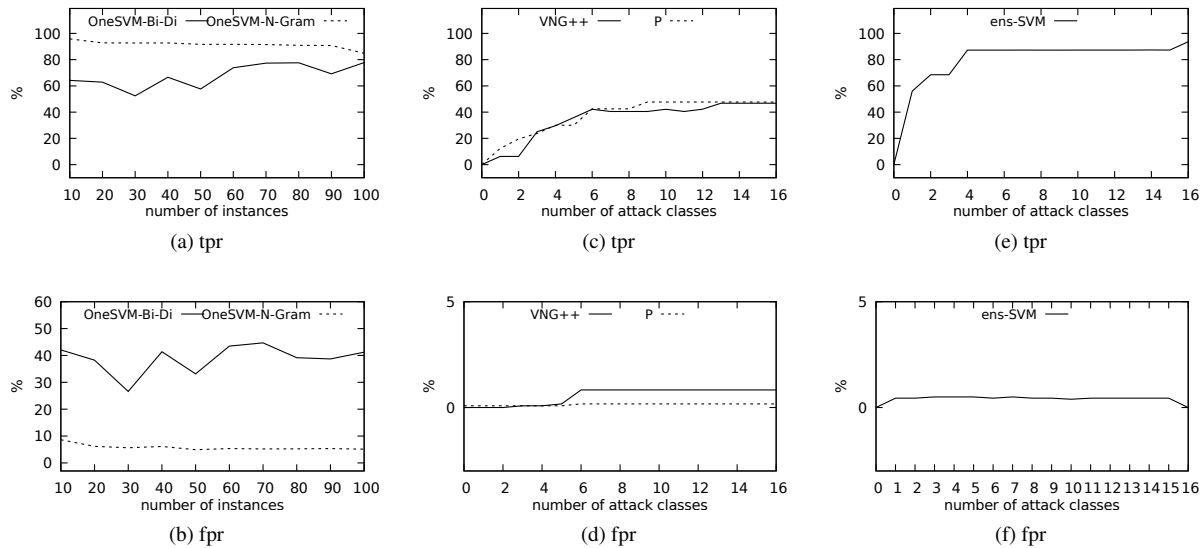 OneSVM-Bi-Di OneSVM-N-Gram
100
80
60
40
20
0
%
10 20 30 40 50 60 70 80 90 100
number of instances
(a) tpr
VNG++ P
100
80
60
40
20
0
%
0 2 4 6 8 10 12 14 16
number of attack classes
(c) tpr
ens-SVM
100
80
60
40
20
0
%
0 2 4 6 8 10 12 14 16
number of attack classes
(e) tpr
OneSVM-Bi-Di OneSVM-N-Gram
60
50
40
30
20
10
0
%
10 20 30 40 50 60 70 80 90 100
number of instances
(b) fpr
VNG++ P
5
0
%
0 2 4 6 8 10 12 14 16
number of attack classes
(d) fpr
ens-SVM
5
0
%
0 1 2 3 4 5 6 7 8 9 10 11 12 13 14 15 16
number of attack classes
(f) fpr